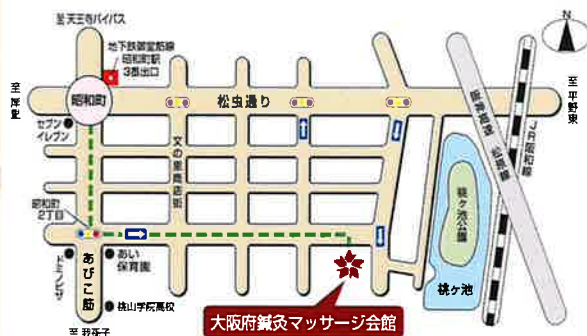 至天王寺バイパス
N
地下鉄御堂筋線
昭和町駅
3番出口
至岸里
昭和町
松虫通り
至平野東
セブン
イレブン
文の里商店街
阪神高速
松原線
JR阪和線
桃ヶ池公園
昭和町
2丁目
あい
保育園
ドミノピザ
あびこ筋
桃ヶ池
桃山学院高校
大阪府鍼灸マッサージ会館
至我孫子